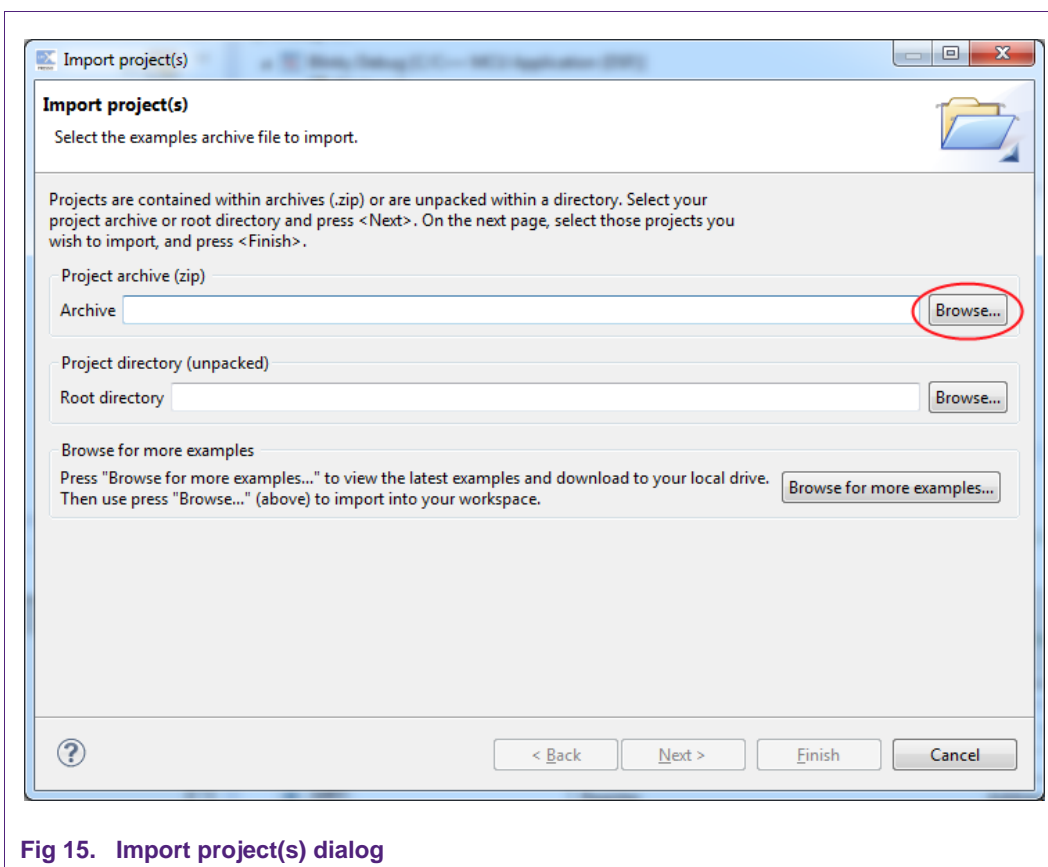 Import project(s)
Import project(s)
Select the examples archive file to import.
Projects are contained within archives (.zip) or are unpacked within a directory. Select your
project archive or root directory and press <Next>. On the next page, select those projects you
wish to import, and press <Finish>.
Project archive (zip)
Archive Browse...
Project directory (unpacked)
Root directory Browse...
Browse for more examples
Press "Browse for more examples..." to view the latest examples and download to your local drive.
Then use press "Browse..." (above) to import into your workspace.
Browse for more examples...
? < Back Next > Finish Cancel
Fig 15. Import project(s) dialog